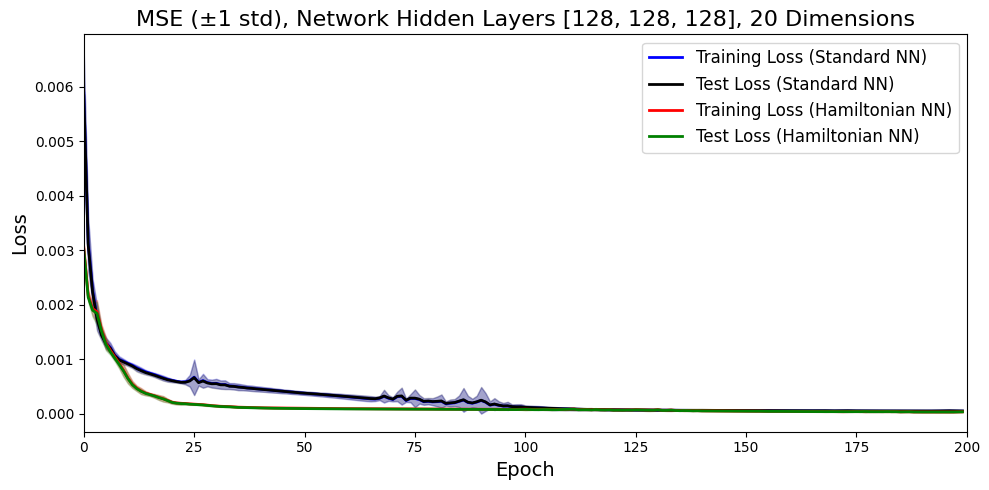 MSE (±1 std), Network Hidden Layers [128, 128, 128], 20 Dimensions
Loss
0.006
0.005
0.004
0.003
0.002
0.001
0.000
Training Loss (Standard NN)
Test Loss (Standard NN)
Training Loss (Hamiltonian NN)
Test Loss (Hamiltonian NN)
0 25 50 75 100 125 150 175 200
Epoch